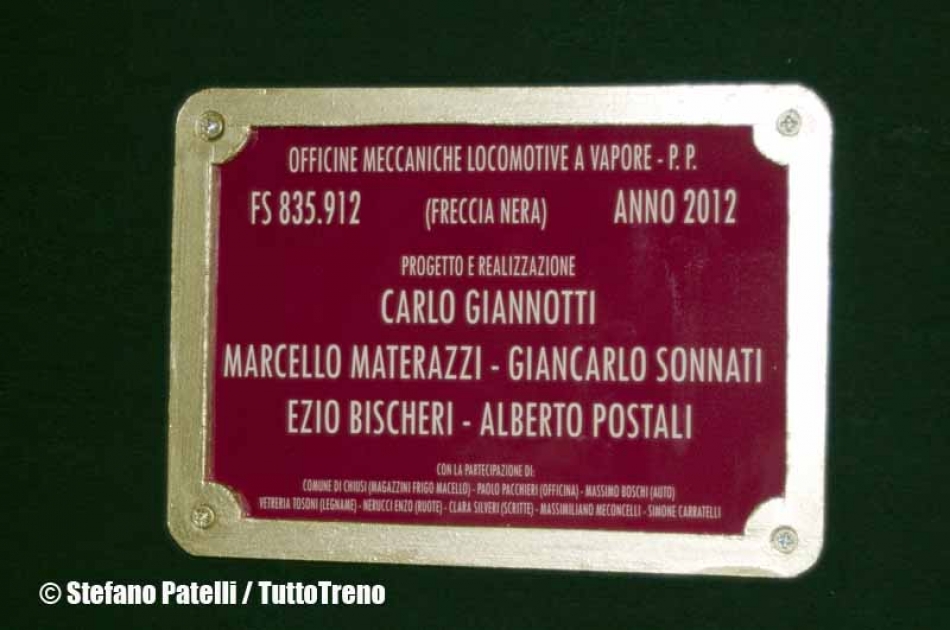 OFFICINE MECCANICHE LOCOMOTIVE A VAPORE - P. P.
FS 835.912 (FRECCIA NERA) ANNO 2012
PROGETTO E REALIZZAZIONE
CARLO GIANNOTTI
MARCELLO MATERAZZI - GIANCARLO SONNATI
EZIO BISCHERI - ALBERTO POSTALI
CON LA PARTECIPAZIONE DI:
COMUNE DI CHIUSI (MAGAZZINI FRIGO MACELLO) - PAOLO PACCHIERI (OFFICINA) - MASSIMO BOSCHI (AUTO)
VETRERIA TOSONI (LEGNAME) - NERUCCI ENZO (RUOTE) - CLARA SILVERI (SCRITTE) - MASSIMILIANO MECONCELLI - SIMONE CARRATELLI
© Stefano Patelli / TuttoTreno